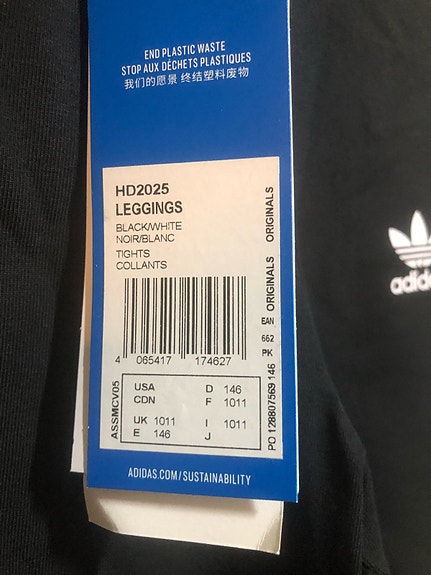 END PLASTIC WASTE
STOP AUX DÉCHETS PLASTIQUES
我们的愿景 终结塑料废物
HD2025
LEGGINGS
BLACK/WHITE
NOIR/BLANC
TIGHTS
COLLANTS
ORIGINALS ORIGINALS
EAN
662
PK
4 065417 174627
ASSMCV05
USA D 146
CDN F 1011
UK 1011 I 1011
E 146 J
PO 1288807569 146
ADIDAS.COM/SUSTAINABILITY